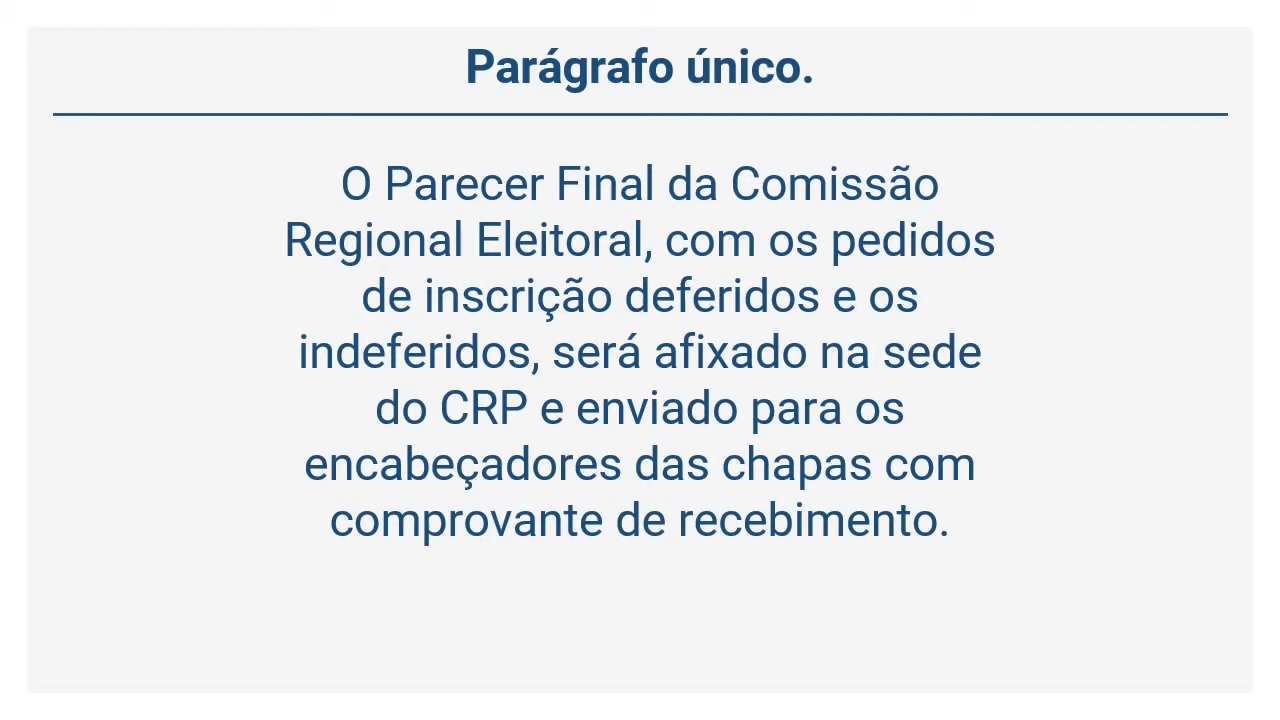 Parágrafo único.
O Parecer Final da Comissão
Regional Eleitoral, com os pedidos
de inscrição deferidos e os
indeferidos, será afixado na sede
do CRP e enviado para os
encabeçadores das chapas com
comprovante de recebimento.